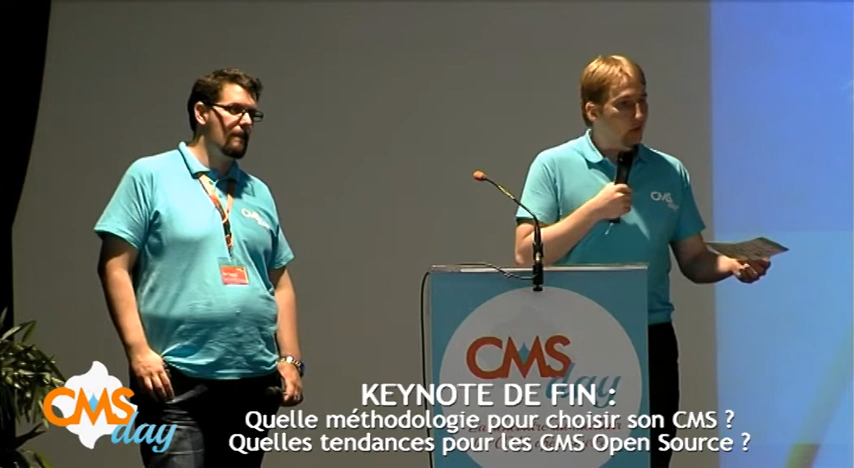 CMS
day
CMS
day
KEYNOTE DE FIN :
Quelle méthodologie pour choisir son CMS ?
Quelles tendances pour les CMS Open Source ?
CMS
day